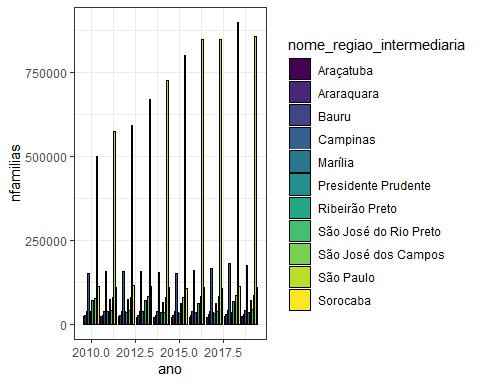 nfamilias
750000
500000
250000
0
2010.0 2012.5 2015.0 2017.5
ano
nome_regiao_intermediaria
Araçatuba
Araraquara
Bauru
Campinas
Marília
Presidente Prudente
Ribeirão Preto
São José do Rio Preto
São José dos Campos
São Paulo
Sorocaba